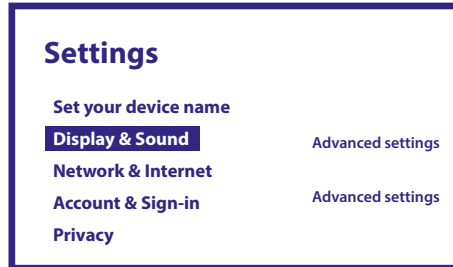 Settings
Set your device name
Display & Sound
Advanced settings
Network & Internet
Account & Sign-in
Advanced settings
Privacy